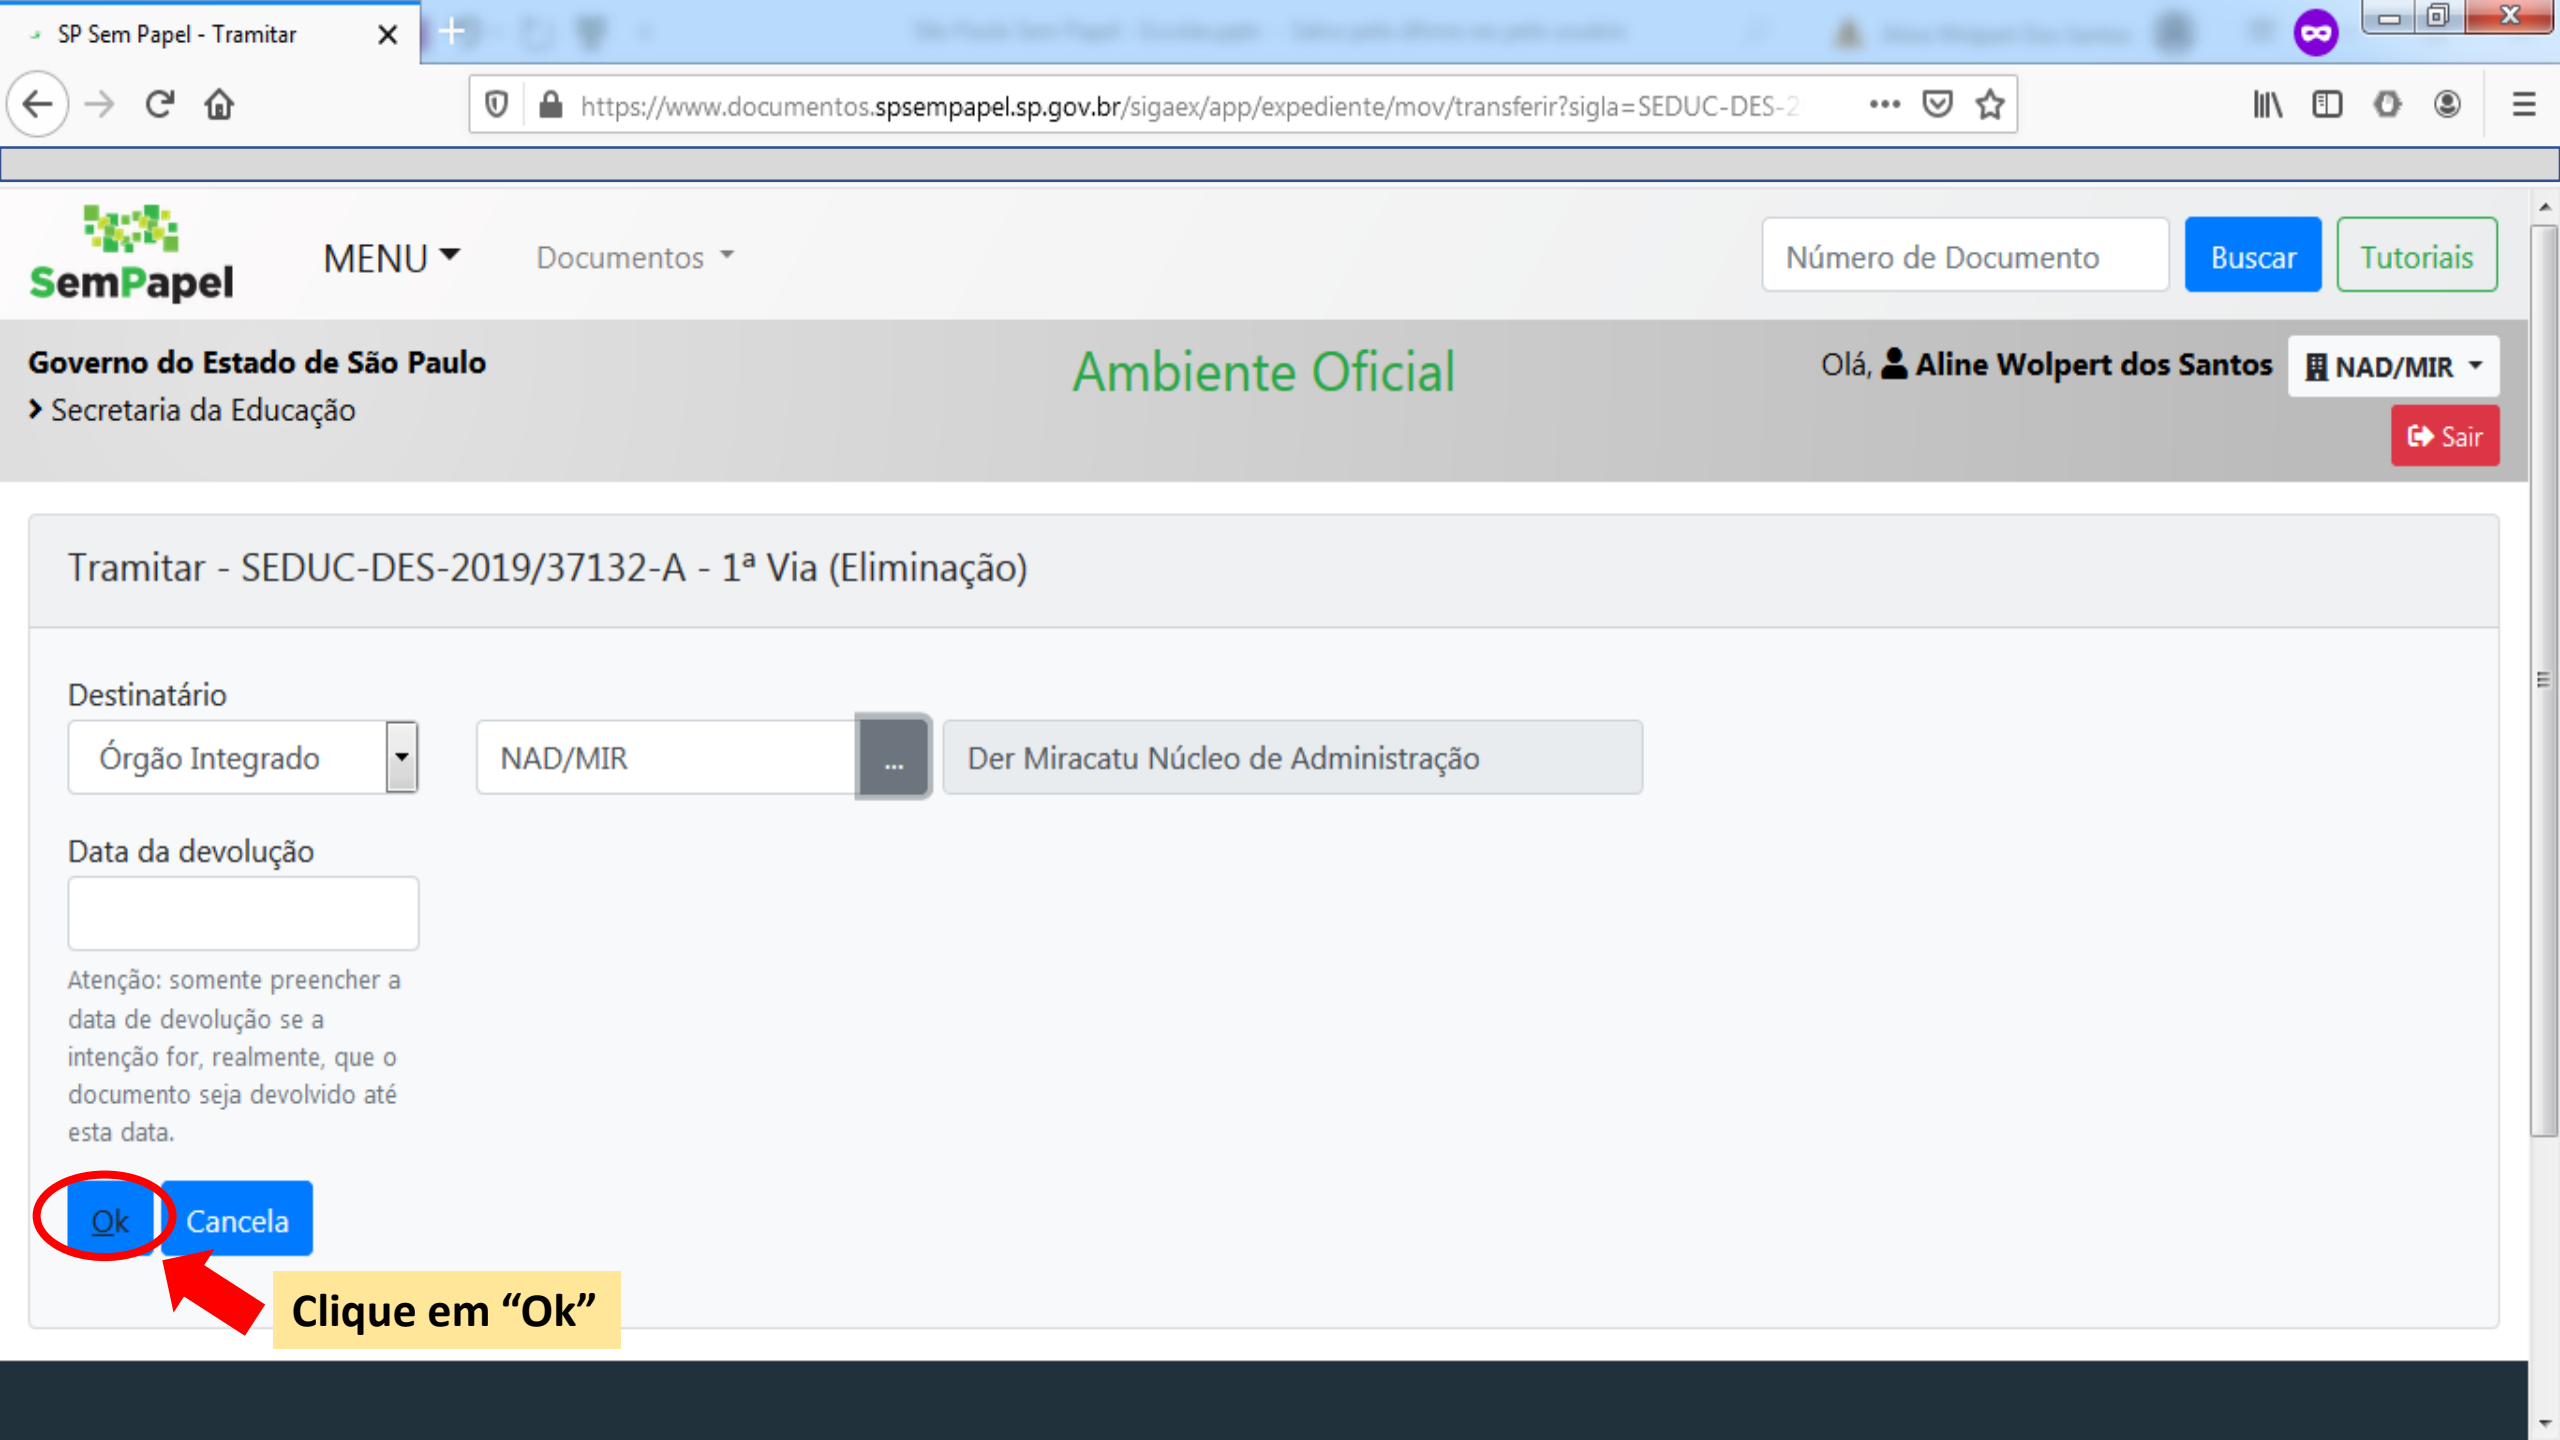 SP Sem Papel - Tramitar
https://www.documentos.spsempapel.sp.gov.br/sigaex/app/expediente/mov/transferir?sigla=SEDUC-DES-2
SemPapel
MENU
Documentos
Número de Documento
Buscar
Tutoriais
Governo do Estado de São Paulo
Secretaria da Educação
Ambiente Oficial
Olá, Aline Wolpert dos Santos
NAD/MIR
Sair
Tramitar - SEDUC-DES-2019/37132-A - 1ª Via (Eliminação)
Destinatário
Órgão Integrado
NAD/MIR
...
Der Miracatu Núcleo de Administração
Data da devolução
Atenção: somente preencher a
data de devolução se a
intenção for, realmente, que o
documento seja devolvido até
esta data.
Ok
Cancela
Clique em “Ok”